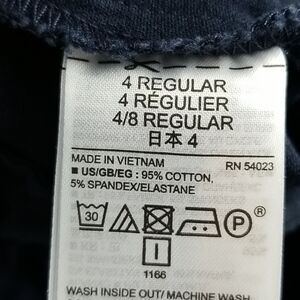 4 REGULAR
4 RÉGULIER
4/8 REGULAR
日本 4
MADE IN VIETNAM RN 54023
■ US/GB/EG : 95% COTTON,
5% SPANDEX/ELASTANE
30 P ®
I
1166
WASH INSIDE OUT/ MACHINE WASH